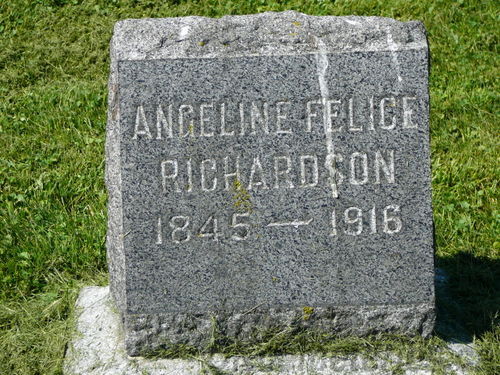 ANGELINE FELICE
RICHARDSON
1845 — 1916